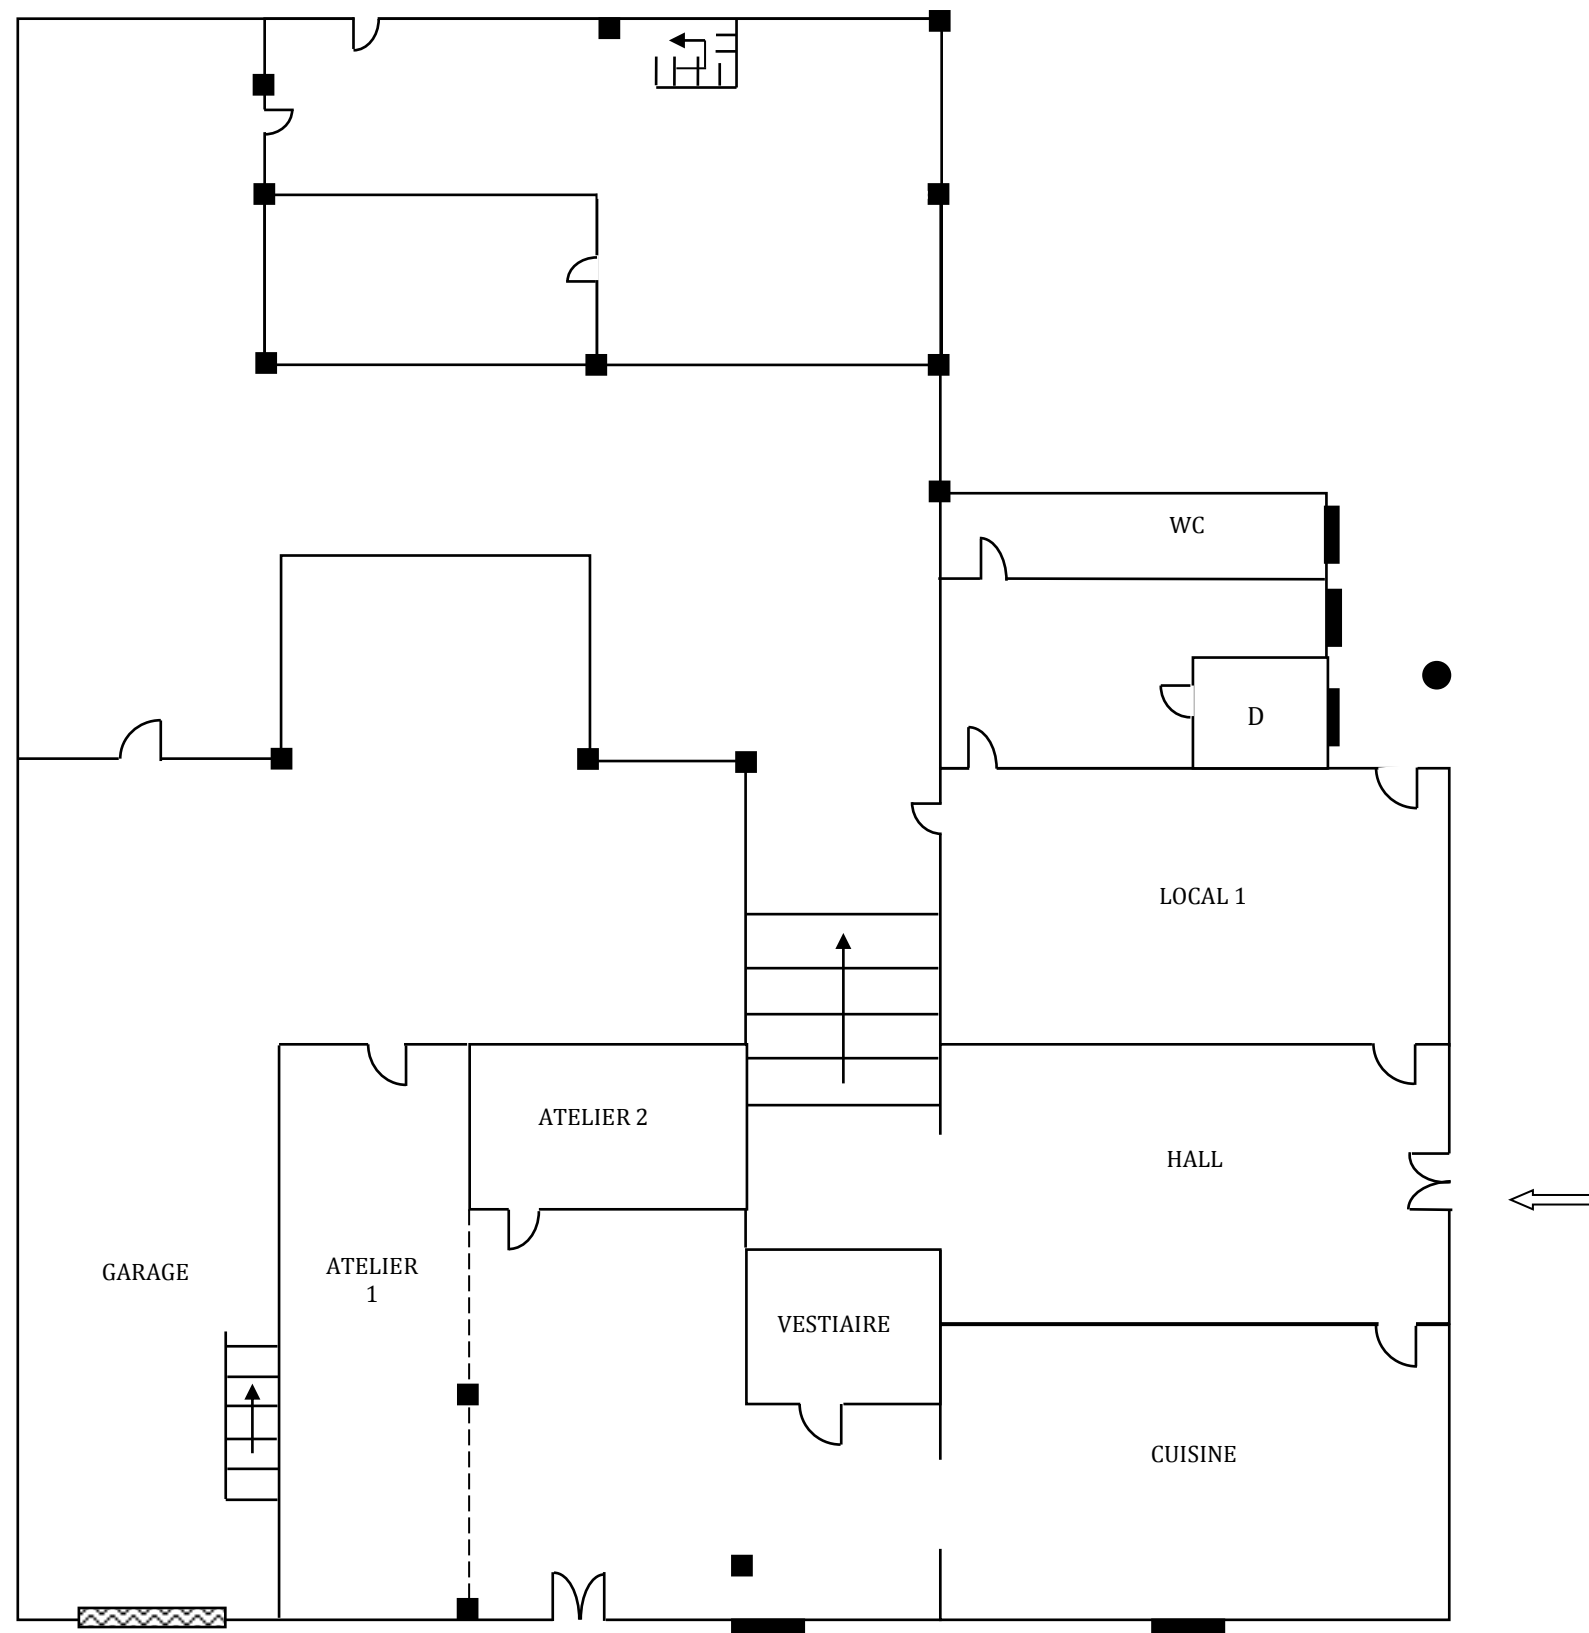 WC
D
LOCAL 1
ATELIER 2
HALL
GARAGE
ATELIER
1
VESTIAIRE
CUISINE